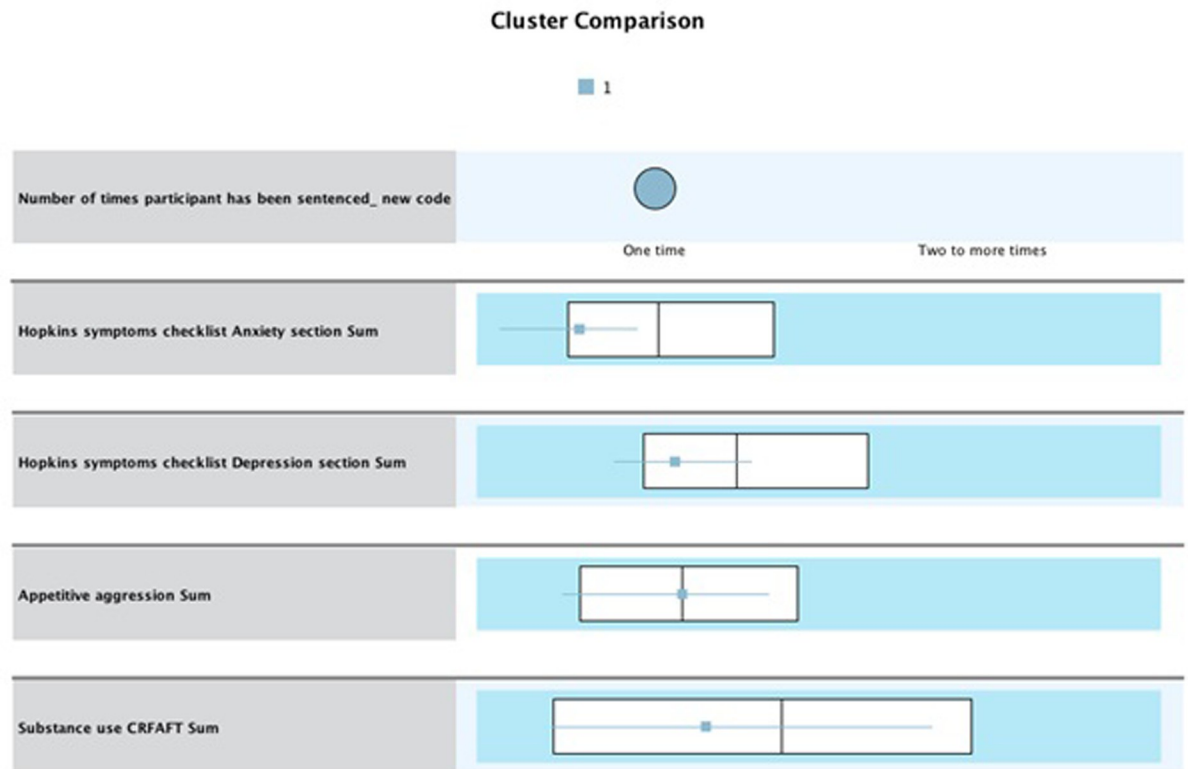 Cluster Comparison
1
Number of times participant has been sentenced_ new code
One time
Two to more times
Hopkins symptoms checklist Anxiety section Sum
Hopkins symptoms checklist Depression section Sum
Appetitive aggression Sum
Substance use CRFAFT Sum